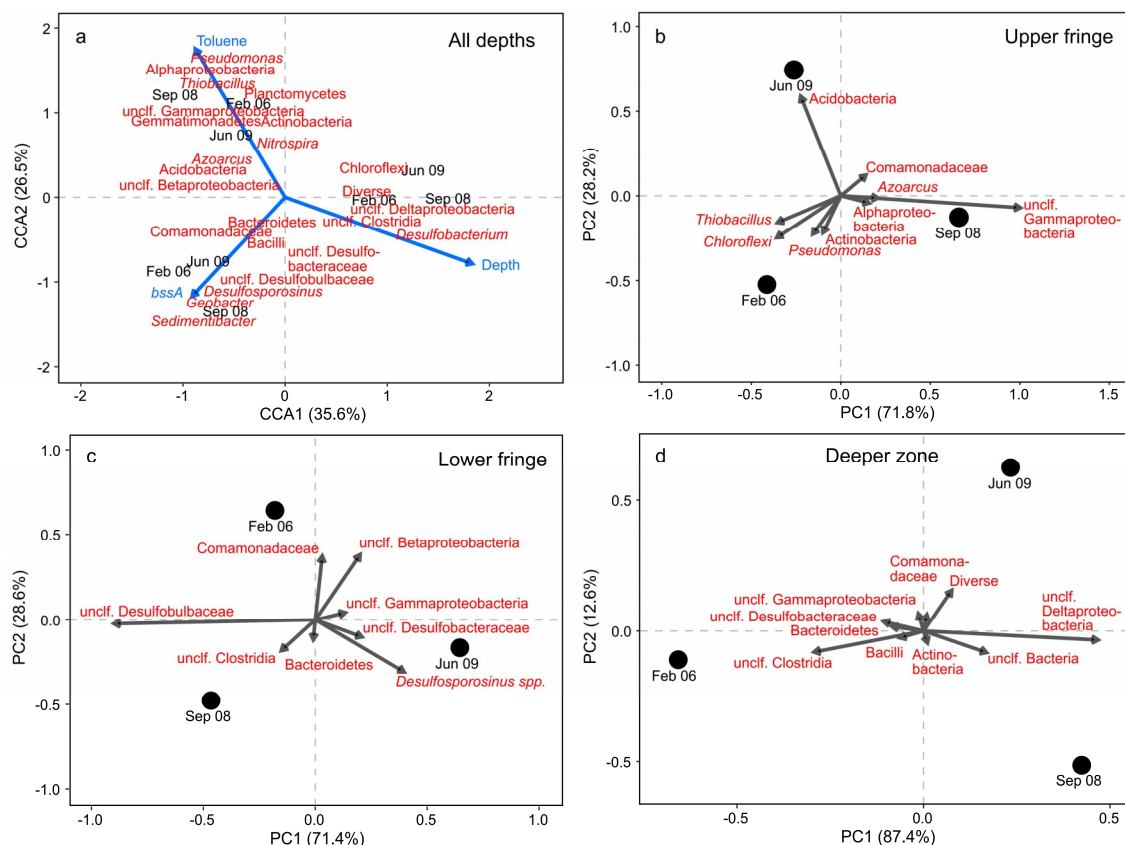 a
All depths
Toluene
Pseudomonas
Alphaproteobacteria
Thiobacillus
Sep 08
Planctomycetes
Feb 06
unclf. Gammaproteobacteria
Gemmatimonadetes
Actinobacteria
Jun 09
Nitrospira
Azoarcus
Acidobacteria
unclf. Betaproteobacteria
Chloroflexi
Jun 09
Diverse
Feb 06
Sep 08
unclf. Deltaproteobacteria
unclf. Clostridia
Desulfobacterium
Bacteroidetes
Comamonadaceae
Bacilli
unclf. Desulfo-
bacteraceae
Jun 09
Feb 06
unclf. Desulfobulbaceae
Depth
bssA
Desulfosporosinus
Geobacter
Sep 08
Sedimentibacter
2
1
0
-1
-2
CCA2 (26.5%)
-2
-1
0
1
2
CCA1 (35.6%)
b
Upper fringe
Jun 09
Acidobacteria
Comamonadaceae
Azoarcus
Alphaproteo-
bacteria
unclf.
Gammaproteo-
bacteria
Sep 08
Thiobacillus
Chloroflexi
Actinobacteria
Pseudomonas
Feb 06
1.0
0.5
0.0
-0.5
-1.0
PC2 (28.2%)
-1.0
-0.5
0.0
0.5
1.0
1.5
PC1 (71.8%)
c
Lower fringe
Feb 06
Comamonadaceae
unclf. Betaproteobacteria
unclf. Desulfobulbaceae
unclf. Gammaproteobacteria
unclf. Desulfobacteraceae
unclf. Clostridia
Bacteroidetes
Jun 09
Desulfosporosinus spp.
Sep 08
1.0
0.5
0.0
-0.5
-1.0
PC2 (28.6%)
-1.0
-0.5
0.0
0.5
1.0
PC1 (71.4%)
d
Deeper zone
Jun 09
Comamona-
daceae
Diverse
unclf. Gammaproteobacteria
unclf. Desulfobacteraceae
Bacteroidetes
unclf.
Deltaproteo-
bacteria
Bacilli
Actino-
bacteria
unclf. Clostridia
unclf. Bacteria
Feb 06
Sep 08
0.5
0.0
-0.5
PC2 (12.6%)
-0.5
0.0
0.5
PC1 (87.4%)